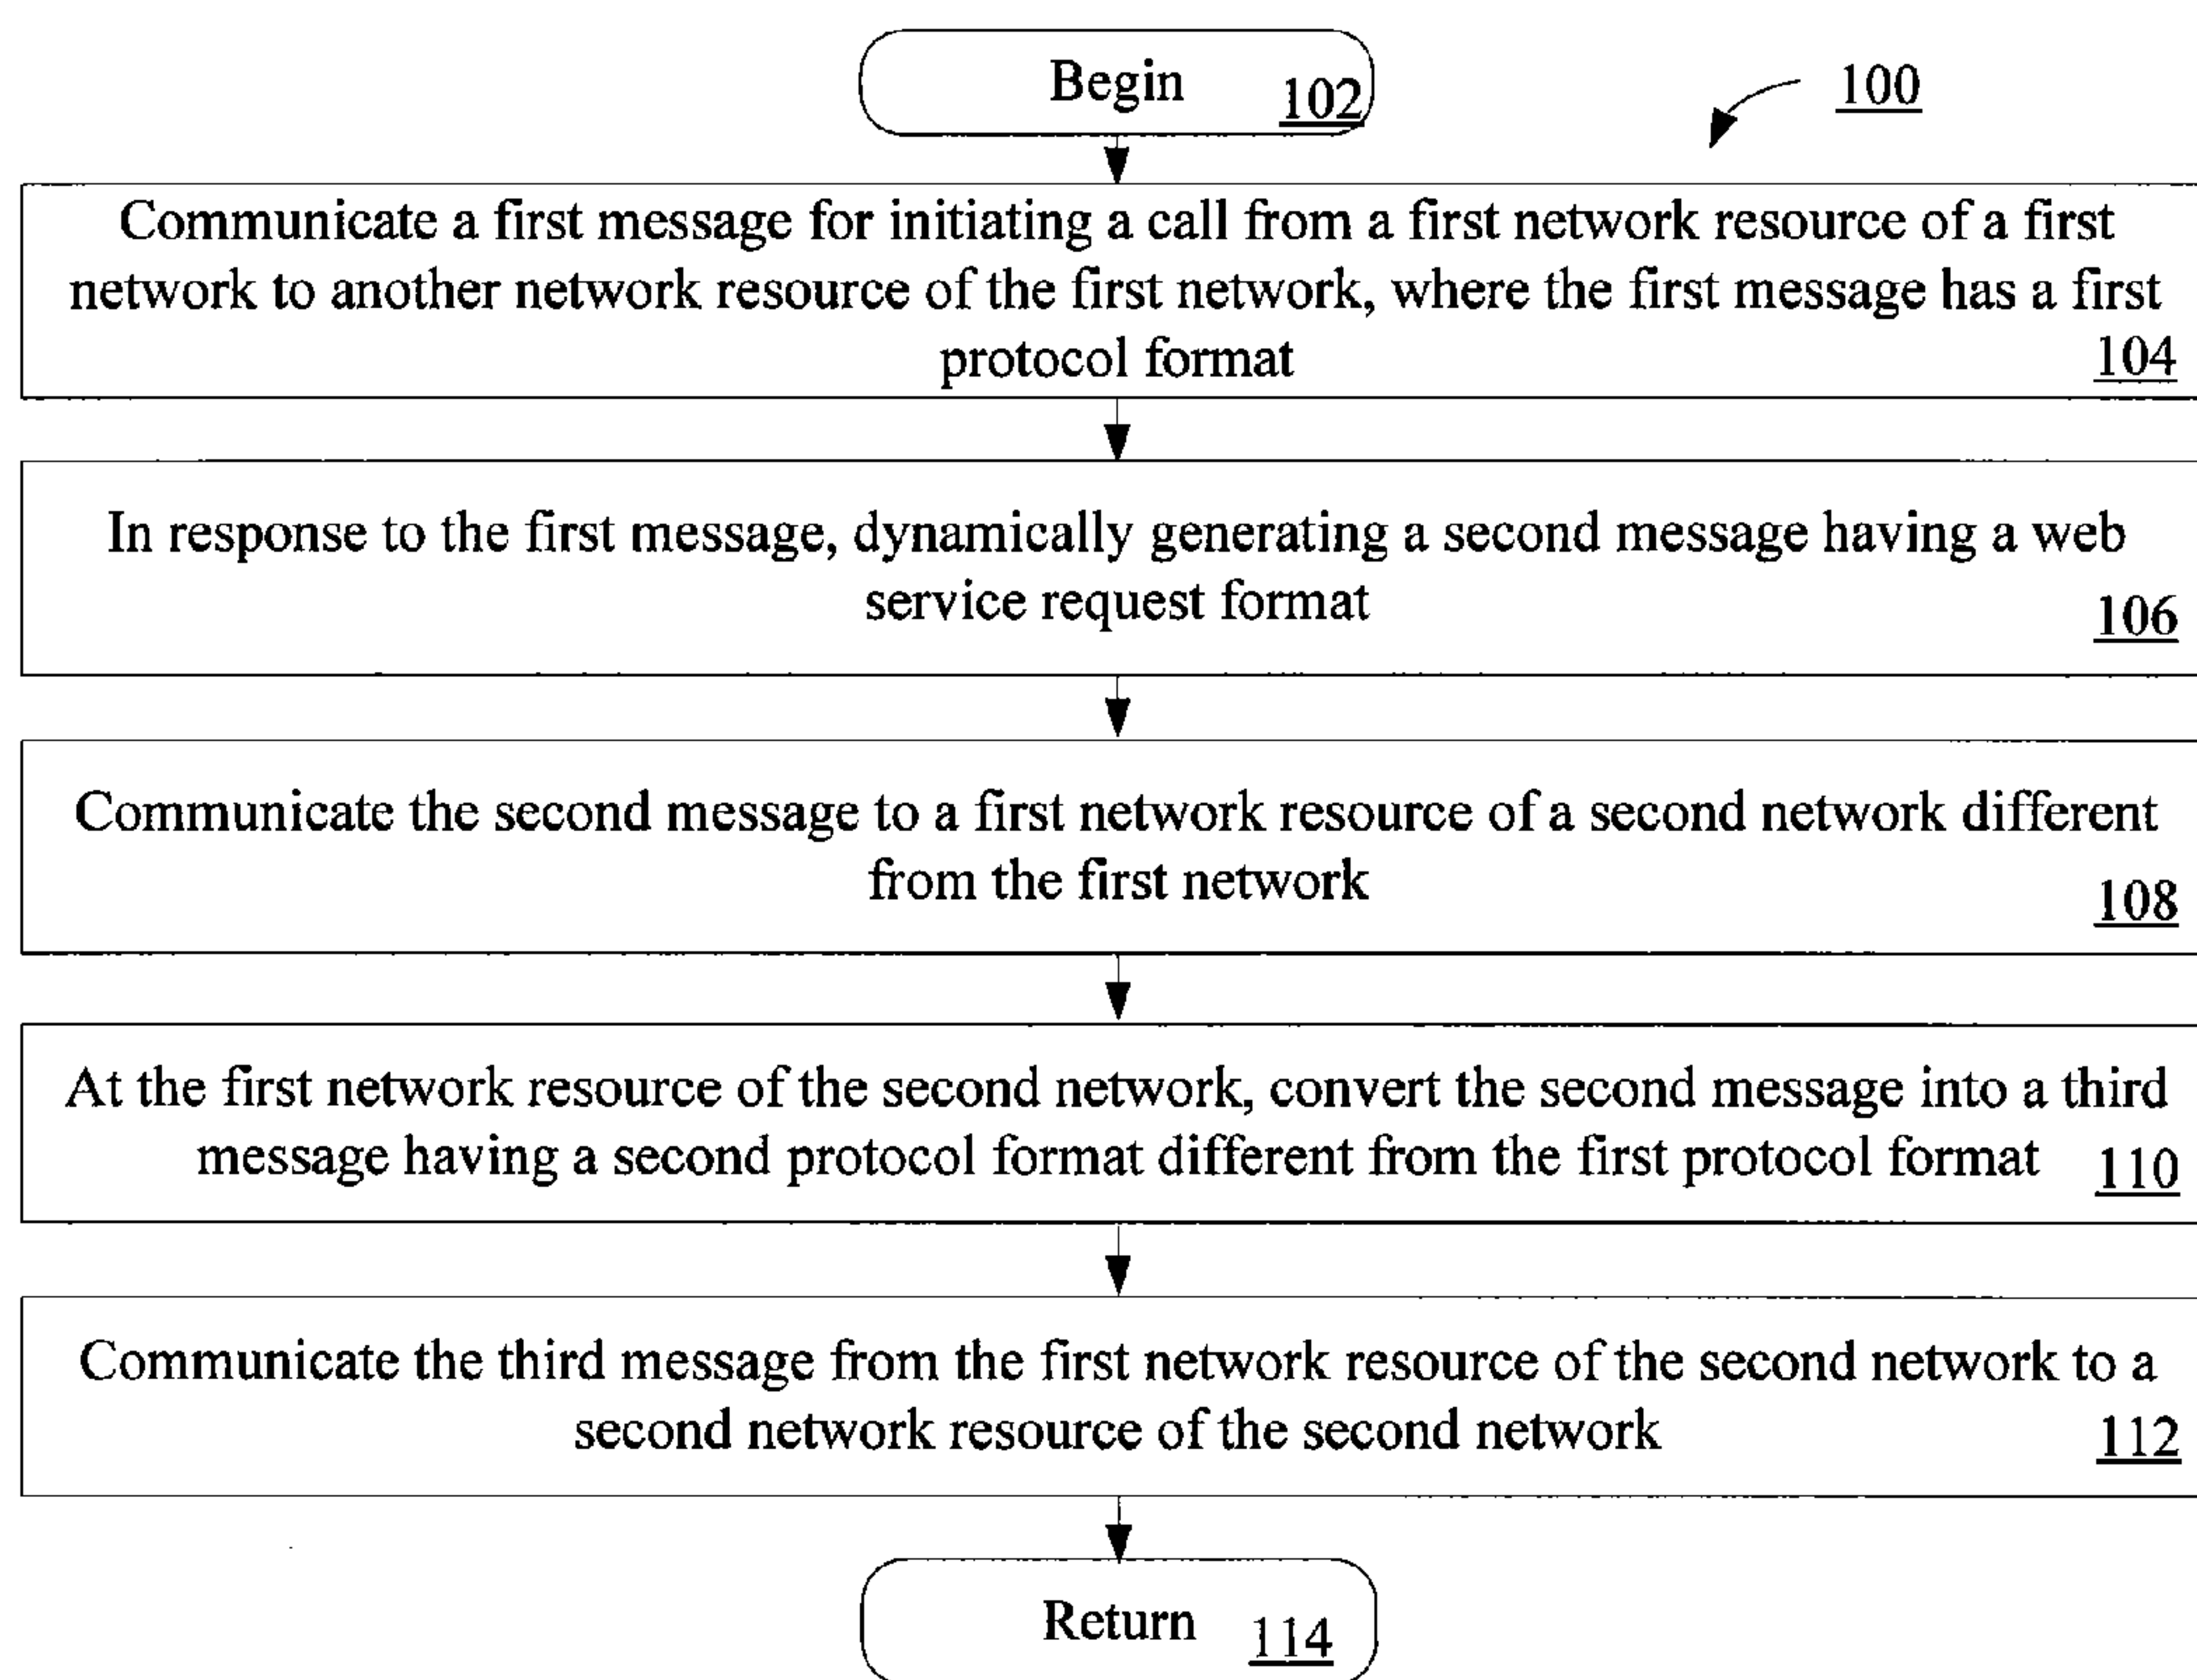 Begin 102
100
Communicate a first message for initiating a call from a first network resource of a first
network to another network resource of the first network, where the first message has a first
protocol format 104
In response to the first message, dynamically generating a second message having a web
service request format 106
Communicate the second message to a first network resource of a second network different
from the first network 108
At the first network resource of the second network, convert the second message into a third
message having a second protocol format different from the first protocol format 110
Communicate the third message from the first network resource of the second network to a
second network resource of the second network 112
Return 114